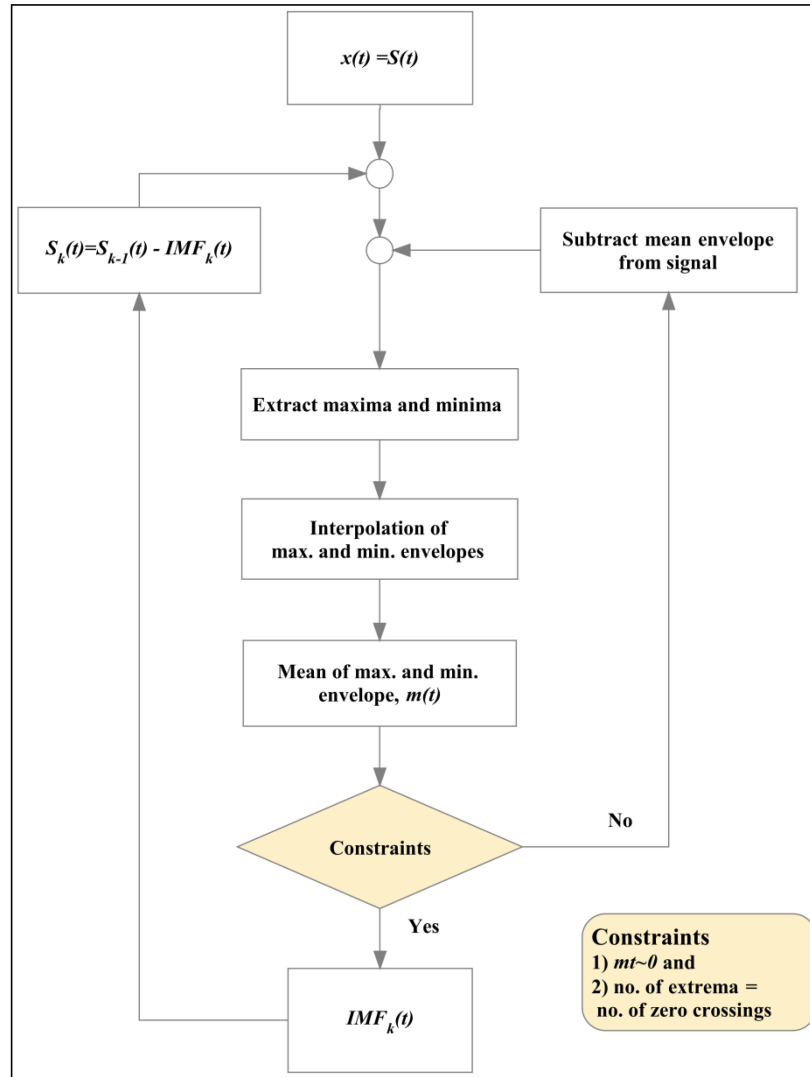 x(t) =S(t)
S_k(t)=S_{k-1}(t) - IMF_k(t)
Subtract mean envelope
from signal
Extract maxima and minima
Interpolation of
max. and min. envelopes
Mean of max. and min.
envelope, m(t)
Constraints
No
Yes
IMF_k(t)
Constraints
1) mt~0 and
2) no. of extrema =
no. of zero crossings